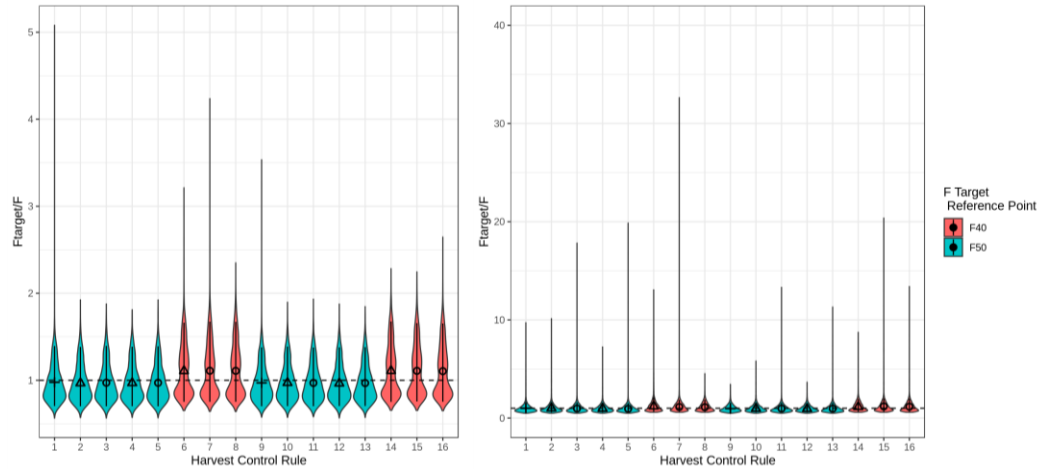 Ftarget/F
5
4
3
2
1
1 2 3 4 5 6 7 8 9 10 11 12 13 14 15 16
Harvest Control Rule
Ftarget/F
40
30
20
10
0
1 2 3 4 5 6 7 8 9 10 11 12 13 14 15 16
Harvest Control Rule
F Target
Reference Point
F40
F50